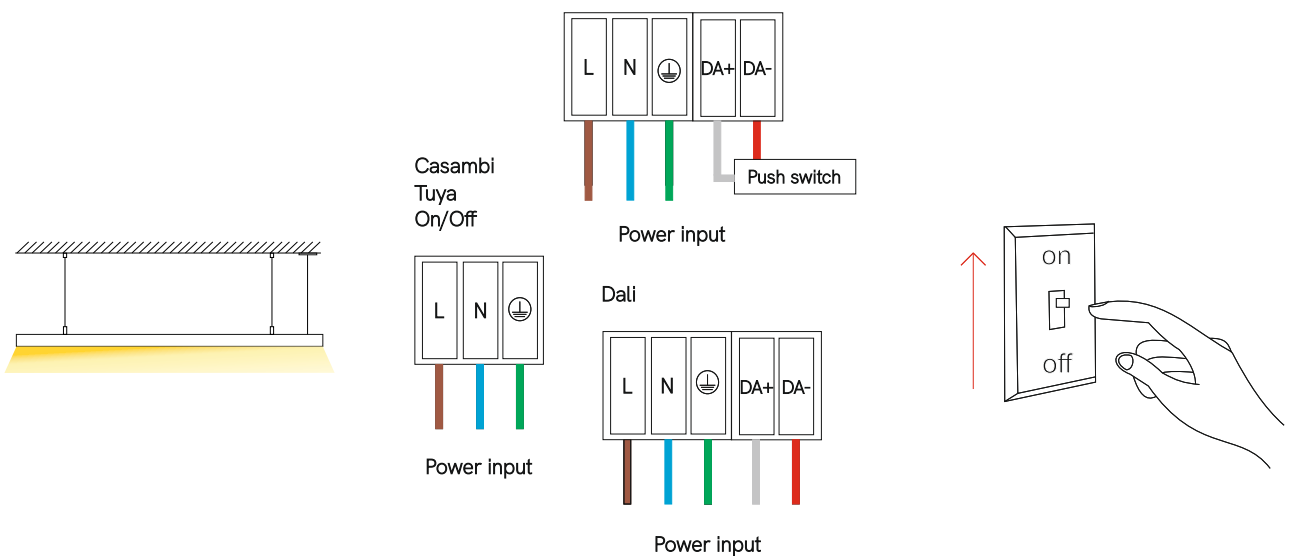 L N DA+ DA-
Push switch
Power input
Casambi
Tuya
On/Off
L N
Power input
Dali
L N DA+ DA-
Power input
on
off